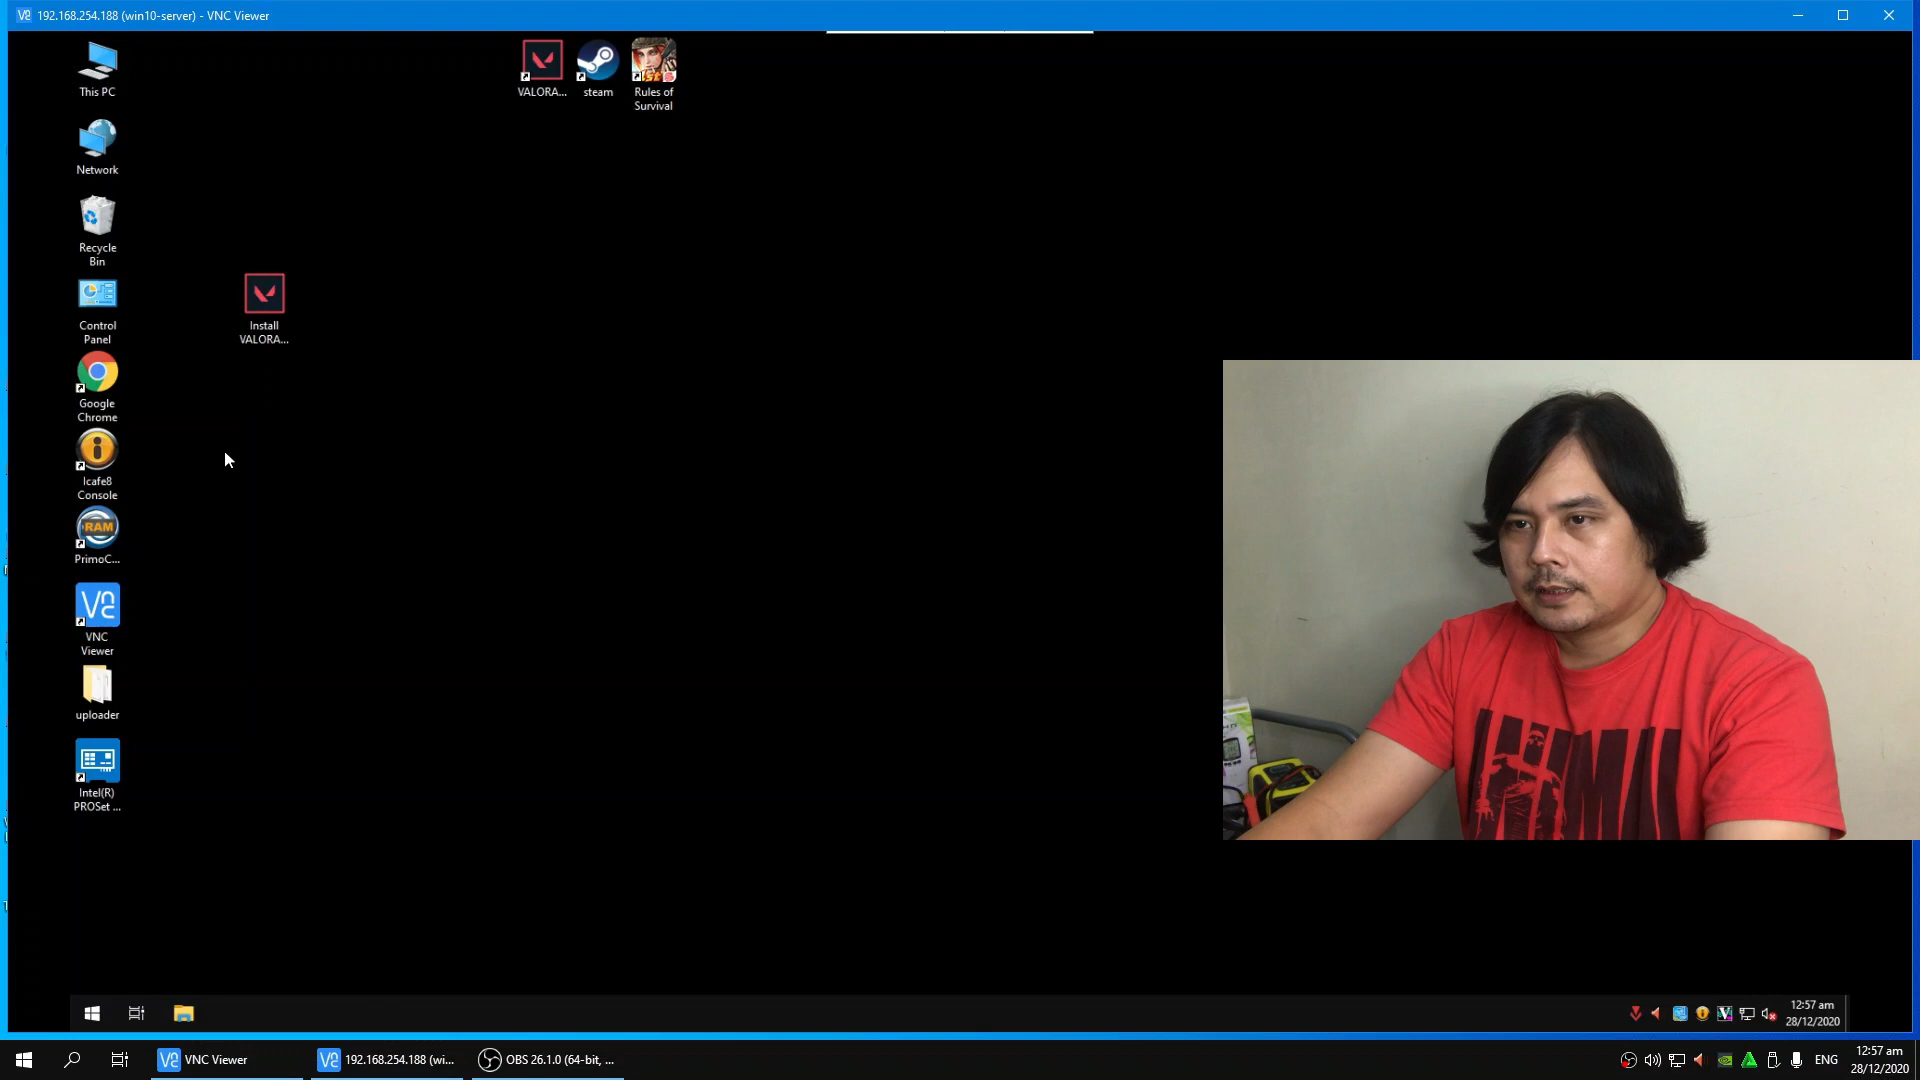 192.168.254.188 (win10-server) - VNC Viewer
This PC
VALORA...
steam
Rules of
Survival
Network
Recycle
Bin
Control
Panel
Install
VALORA...
Google
Chrome
Icafe8
Console
RAM
PrimoC...
VNC
Viewer
uploader
Intel(R)
PROSet ...
12:57 am
28/12/2020
VNC Viewer
192.168.254.188 (wi...
OBS 26.1.0 (64-bit, ...
ENG
12:57 am
28/12/2020